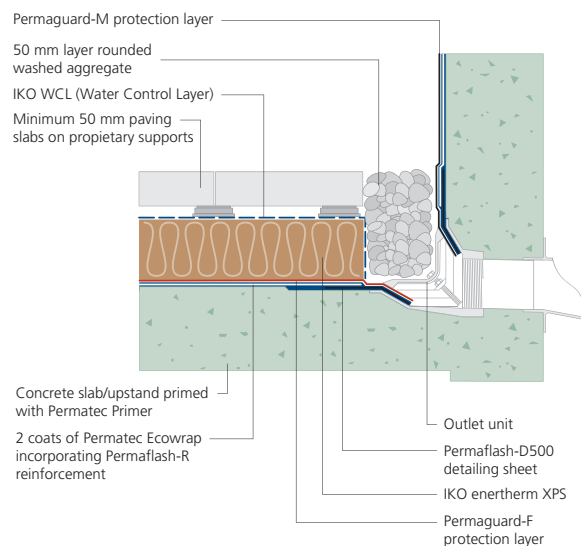 Permaguard-M protection layer
50 mm layer rounded
washed aggregate
IKO WCL (Water Control Layer)
Minimum 50 mm paving
slabs on propietary supports
Concrete slab/upstand primed
with Permatec Primer
2 coats of Permatec Ecowrap
incorporating Permaflash-R
reinforcement
Outlet unit
Permaflash-D500
detailing sheet
IKO enertherm XPS
Permaguard-F
protection layer